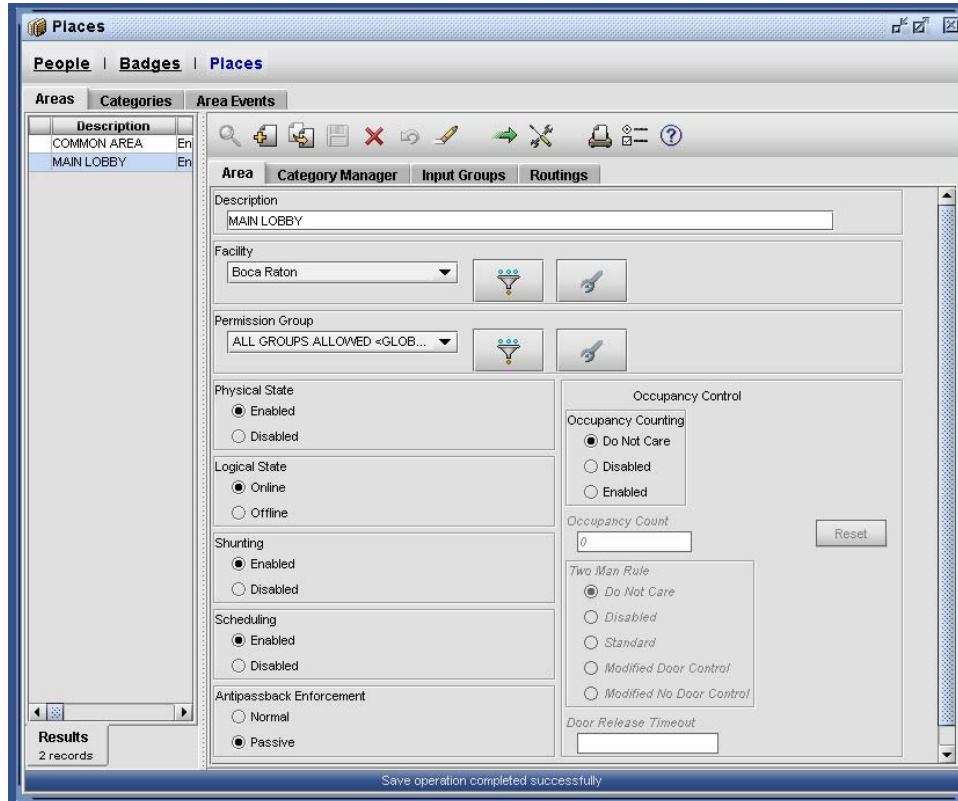 Places
People | Badges | Places
Areas Categories Area Events
Description
COMMON AREA En
MAIN LOBBY En
Area Category Manager Input Groups Routings
Description
MAIN LOBBY
Facility
Boca Raton
Permission Group
ALL GROUPS ALLOWED <GLOB...
Physical State
Enabled
Disabled
Logical State
Online
Offline
Shunting
Enabled
Disabled
Scheduling
Enabled
Disabled
Antipassback Enforcement
Normal
Passive
Occupancy Control
Occupancy Counting
Do Not Care
Disabled
Enabled
Occupancy Count
0
Reset
Two Man Rule
Do Not Care
Disabled
Standard
Modified Door Control
Modified No Door Control
Door Release Timeout
Results
2 records
Save operation completed successfully